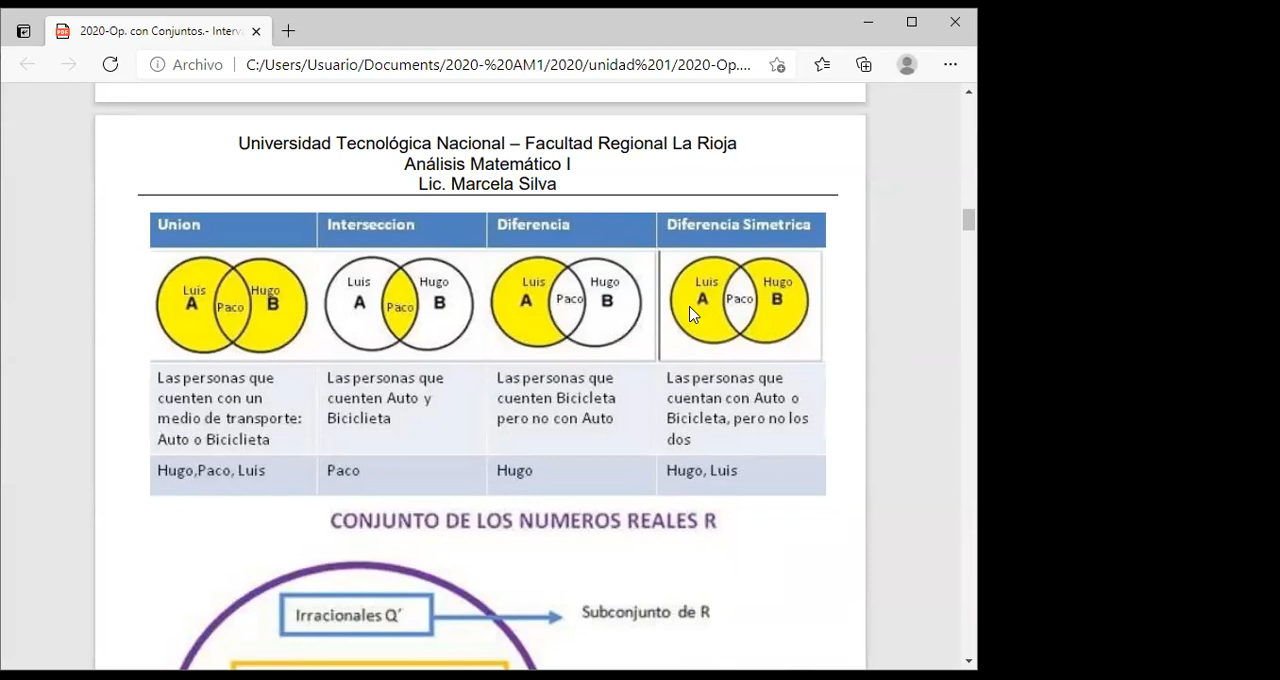 2020-Op. con Conjuntos.- Interv
Archivo
C:/Users/Usuario/Documents/2020-%20AM1/2020/unidad%201/2020-Op....
Universidad Tecnológica Nacional – Facultad Regional La Rioja
Análisis Matemático I
Lic. Marcela Silva
Union
Interseccion
Diferencia
Diferencia Simetrica
Luis
A
Paco
Hugo
B
Luis
A
Paco
Hugo
B
Luis
A
Paco
Hugo
B
Luis
A
Paco
Hugo
B
Las personas que
cuenten con un
medio de transporte:
Auto o Biciclieta
Las personas que
cuenten Auto y
Biciclieta
Las personas que
cuenten Bicicleta
pero no con Auto
Las personas que
cuentan con Auto o
Bicicleta, pero no los
dos
Hugo,Paco, Luis
Paco
Hugo
Hugo, Luis
CONJUNTO DE LOS NUMEROS REALES R
Irracionales Q´
Subconjunto de R